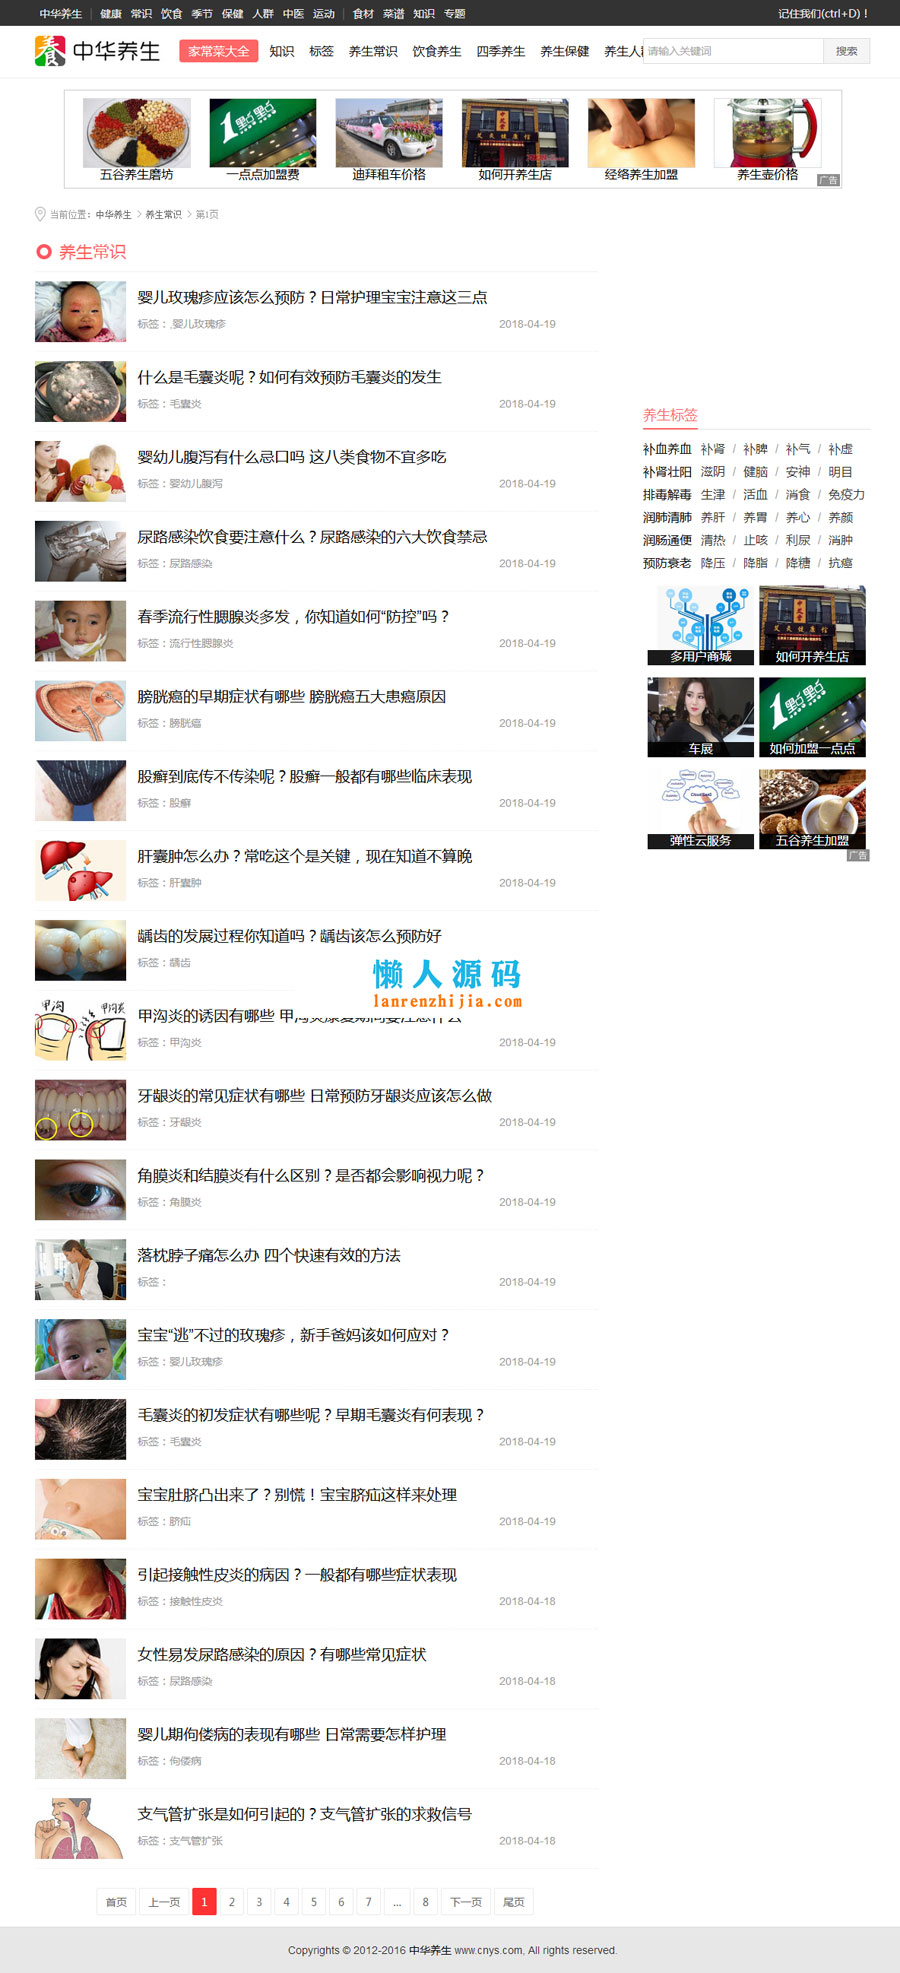 中华养生 | 健康 常识 饮食 季节 保健 人群 中医 运动 | 食材 菜谱 知识 专题 记住我们(ctrl+D)！
養 中华养生 家常菜大全 知识 标签 养生常识 饮食养生 四季养生 养生保健 养生人 请输入关键词 搜索
五谷养生磨坊 一点点加盟费 迪拜租车价格 如何开养生店 经络养生加盟 养生壶价格
广告
当前位置：中华养生 > 养生常识 > 第1页
养生常识
婴儿玫瑰疹应该怎么预防？日常护理宝宝注意这三点
标签：,婴儿玫瑰疹 2018-04-19
什么是毛囊炎呢？如何有效预防毛囊炎的发生
标签：毛囊炎 2018-04-19
婴幼儿腹泻有什么忌口吗 这八类食物不宜多吃
标签：婴幼儿腹泻 2018-04-19
尿路感染饮食要注意什么？尿路感染的六大饮食禁忌
标签：尿路感染 2018-04-19
春季流行性腮腺炎多发，你知道如何“防控”吗？
标签：流行性腮腺炎 2018-04-19
膀胱癌的早期症状有哪些 膀胱癌五大患癌原因
标签：膀胱癌 2018-04-19
股癣到底传不传染呢？股癣一般都有哪些临床表现
标签：股癣 2018-04-19
肝囊肿怎么办？常吃这个是关键，现在知道不算晚
标签：肝囊肿 2018-04-19
龋齿的发展过程你知道吗？龋齿该怎么预防好
标签：龋齿
懒人源码
lanrenzhijia.com
甲沟 甲沟炎
甲沟炎的诱因有哪些 甲沟炎康复期间要注意什么
标签：甲沟炎 2018-04-19
牙龈炎的常见症状有哪些 日常预防牙龈炎应该怎么做
标签：牙龈炎 2018-04-19
角膜炎和结膜炎有什么区别？是否都会影响视力呢？
标签：角膜炎 2018-04-19
落枕脖子痛怎么办 四个快速有效的方法
标签： 2018-04-19
宝宝“逃”不过的玫瑰疹，新手爸妈该如何应对？
标签：婴儿玫瑰疹 2018-04-19
毛囊炎的初发症状有哪些呢？早期毛囊炎有何表现？
标签：毛囊炎 2018-04-19
宝宝肚脐凸出来了？别慌！宝宝脐疝这样来处理
标签：脐疝 2018-04-19
引起接触性皮炎的病因？一般都有哪些症状表现
标签：接触性皮炎 2018-04-18
女性易发尿路感染的原因？有哪些常见症状
标签：尿路感染 2018-04-18
婴儿期佝偻病的表现有哪些 日常需要怎样护理
标签：佝偻病 2018-04-18
支气管扩张是如何引起的？支气管扩张的求救信号
标签：支气管扩张 2018-04-18
首页 上一页 1 2 3 4 5 6 7 ... 8 下一页 尾页
养生标签
补血养血 补肾 / 补脾 / 补气 / 补虚
补肾壮阳 滋阴 / 健脑 / 安神 / 明目
排毒解毒 生津 / 活血 / 消食 / 免疫力
润肺清肺 养肝 / 养胃 / 养心 / 养颜
润肠通便 清热 / 止咳 / 利尿 / 消肿
预防衰老 降压 / 降脂 / 降糖 / 抗癌
多用户商城 如何开养生店
车展 如何加盟一点点
弹性云服务 五谷养生加盟
广告
Copyrights © 2012-2016 中华养生 www.cnys.com, All rights reserved.